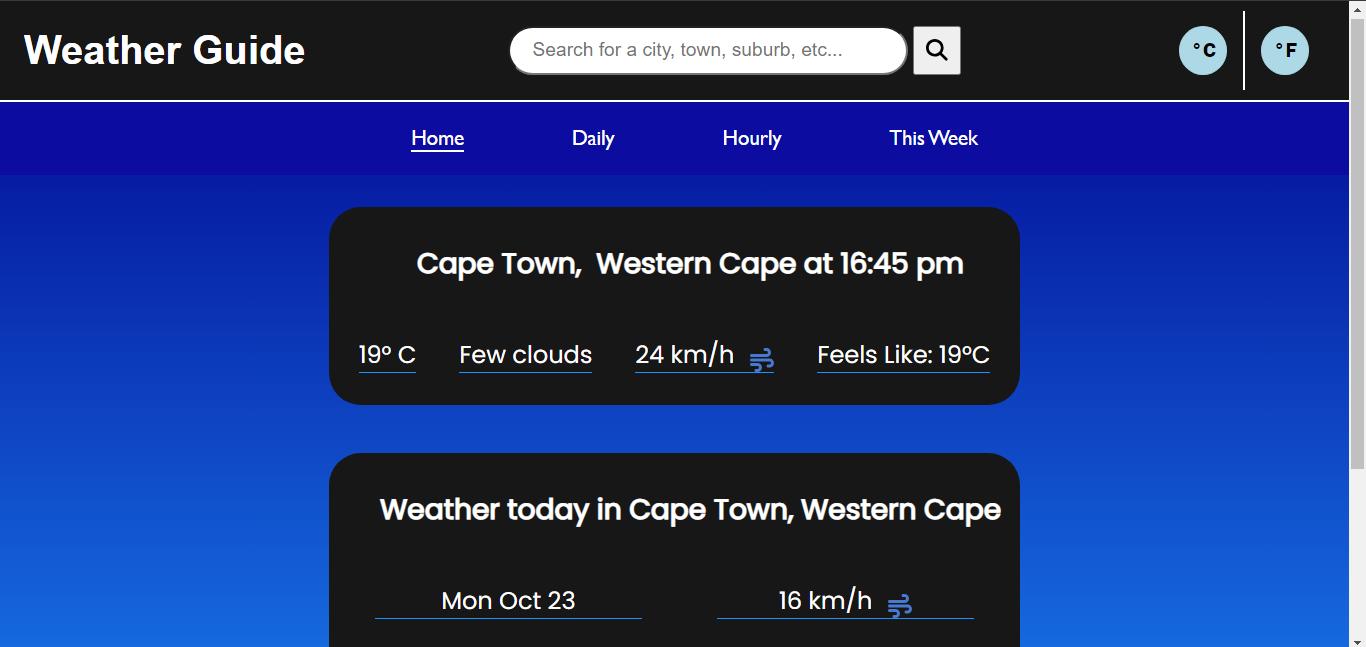 Weather Guide
Search for a city, town, suburb, etc...
°C
°F
Home Daily Hourly This Week
Cape Town, Western Cape at 16:45 pm
19° C Few clouds 24 km/h Feels Like: 19°C
Weather today in Cape Town, Western Cape
Mon Oct 23 16 km/h